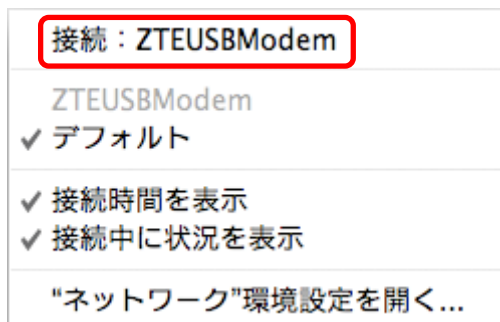 接続：ZTEUSBModem
ZTEUSBModem
✓ デフォルト
✓ 接続時間を表示
✓ 接続中に状況を表示
“ネットワーク”環境設定を開く...